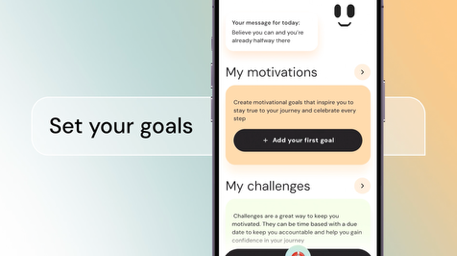 Your message for today:
Believe you can and you're
already halfway there
My motivations
Create motivational goals that inspire you to
stay true to your journey and celebrate every
step
+ Add your first goal
Set your goals
My challenges
Challenges are a great way to keep you
motivated. They can be time based with a due
date to keep you accountable and help you gain
confidence in your journey